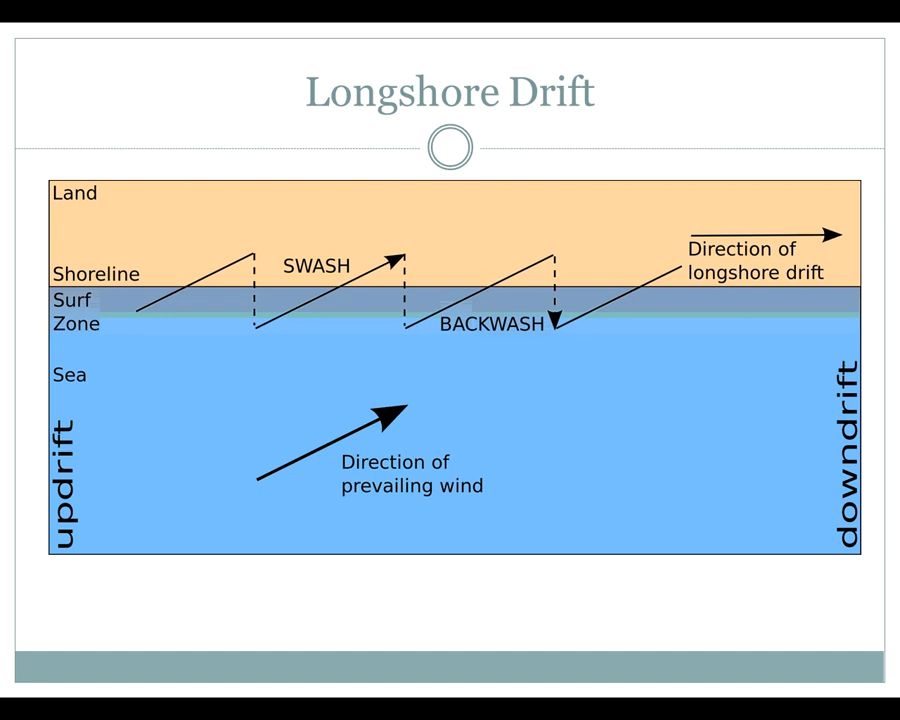 Longshore Drift
Land
Shoreline
SWASH
Direction of
longshore drift
Surf
Zone
BACKWASH
Sea
updrift
downdrift
Direction of
prevailing wind